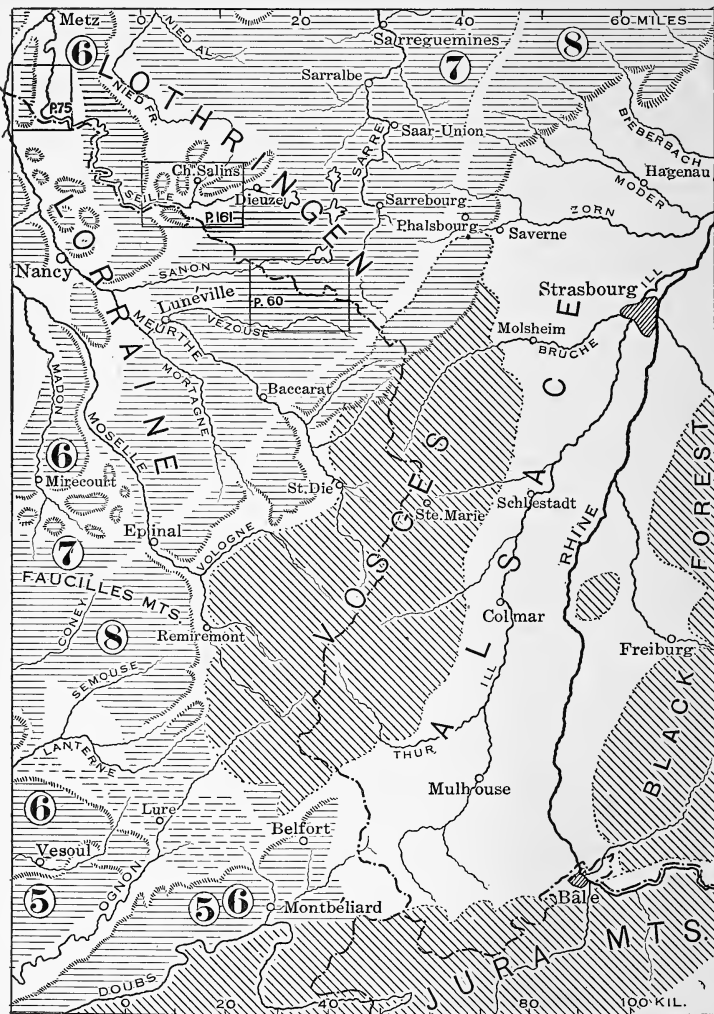 0 20 40 60 MILES
Metz
NIED AL.
Sarreguemines
6
8
7
LOTHRINGEN
Sarralbe
NIED FR.
P.75
BIEBERBACH
Saar-Union
SARRE
Hagenau
MODER
Ch. Salins
SEILLE
Dieuze
P.161
Sarrebourg
Phalsbourg
ZORN
Saverne
LORRAINE
Nancy
SANON
P. 60
Lunéville
VEZOUSE
MEURTHE
MORTAGNE
Strasbourg
ILL
Molsheim
BRUCHE
ALSACE
MADON
MOSELLE
Baccarat
6
Mirecourt
St. Die
VOSGES
Ste. Marie
Schlestadt
RHINE
BLACK FOREST
Epinal
VOLOGNE
7
FAUCILLES MTS.
CONEY
8
Remiremont
Colmar
ILL
Freiburg
SEMOUSE
LANTERNE
THUR
Mulhouse
6
Lure
Belfort
Vesoul
5
OGNON
5 6
Montbéliard
Bâle
JURA MTS.
DOUBS
0 20 40 80 100 KIL.